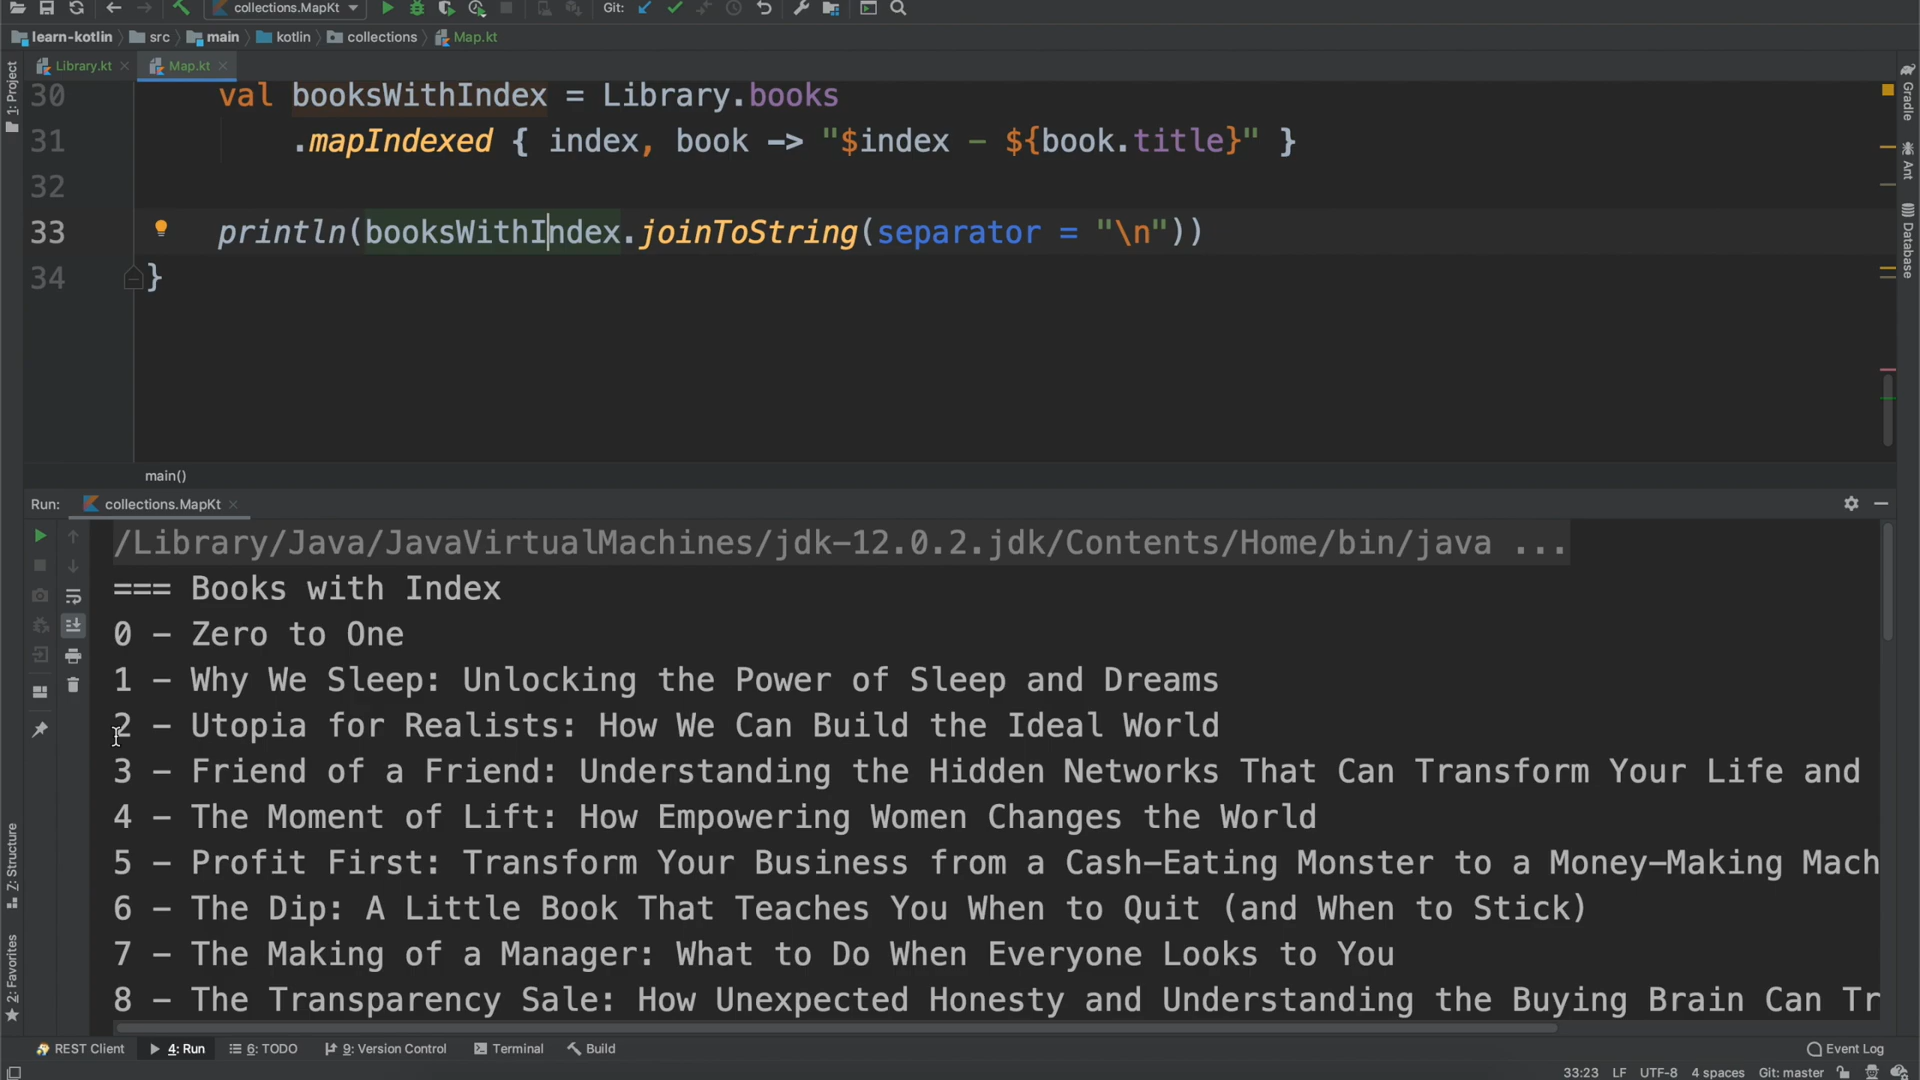 collections.MapKt
Git:
learn-kotlin src main kotlin collections Map.kt
Library.kt Map.kt
1: Project
Gradle
Ant
Database
30 val booksWithIndex = Library.books
31 .mapIndexed { index, book -> "$index - ${book.title}" }
32
33 println(booksWithIndex.joinToString(separator = "\n"))
34 }
main()
Run: collections.MapKt
/Library/Java/JavaVirtualMachines/jdk-12.0.2.jdk/Contents/Home/bin/java ...
=== Books with Index
0 - Zero to One
1 - Why We Sleep: Unlocking the Power of Sleep and Dreams
2 - Utopia for Realists: How We Can Build the Ideal World
3 - Friend of a Friend: Understanding the Hidden Networks That Can Transform Your Life and
4 - The Moment of Lift: How Empowering Women Changes the World
5 - Profit First: Transform Your Business from a Cash-Eating Monster to a Money-Making Mach
6 - The Dip: A Little Book That Teaches You When to Quit (and When to Stick)
7 - The Making of a Manager: What to Do When Everyone Looks to You
8 - The Transparency Sale: How Unexpected Honesty and Understanding the Buying Brain Can Tr
Z: Structure
2: Favorites
REST Client 4: Run 6: TODO 9: Version Control Terminal Build Event Log
33:23 LF UTF-8 4 spaces Git: master